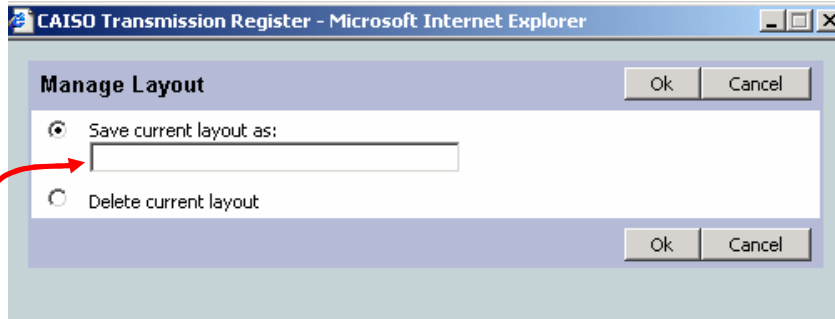 CAISO Transmission Register - Microsoft Internet Explorer
Manage Layout Ok Cancel
Save current layout as:
Delete current layout
Ok Cancel